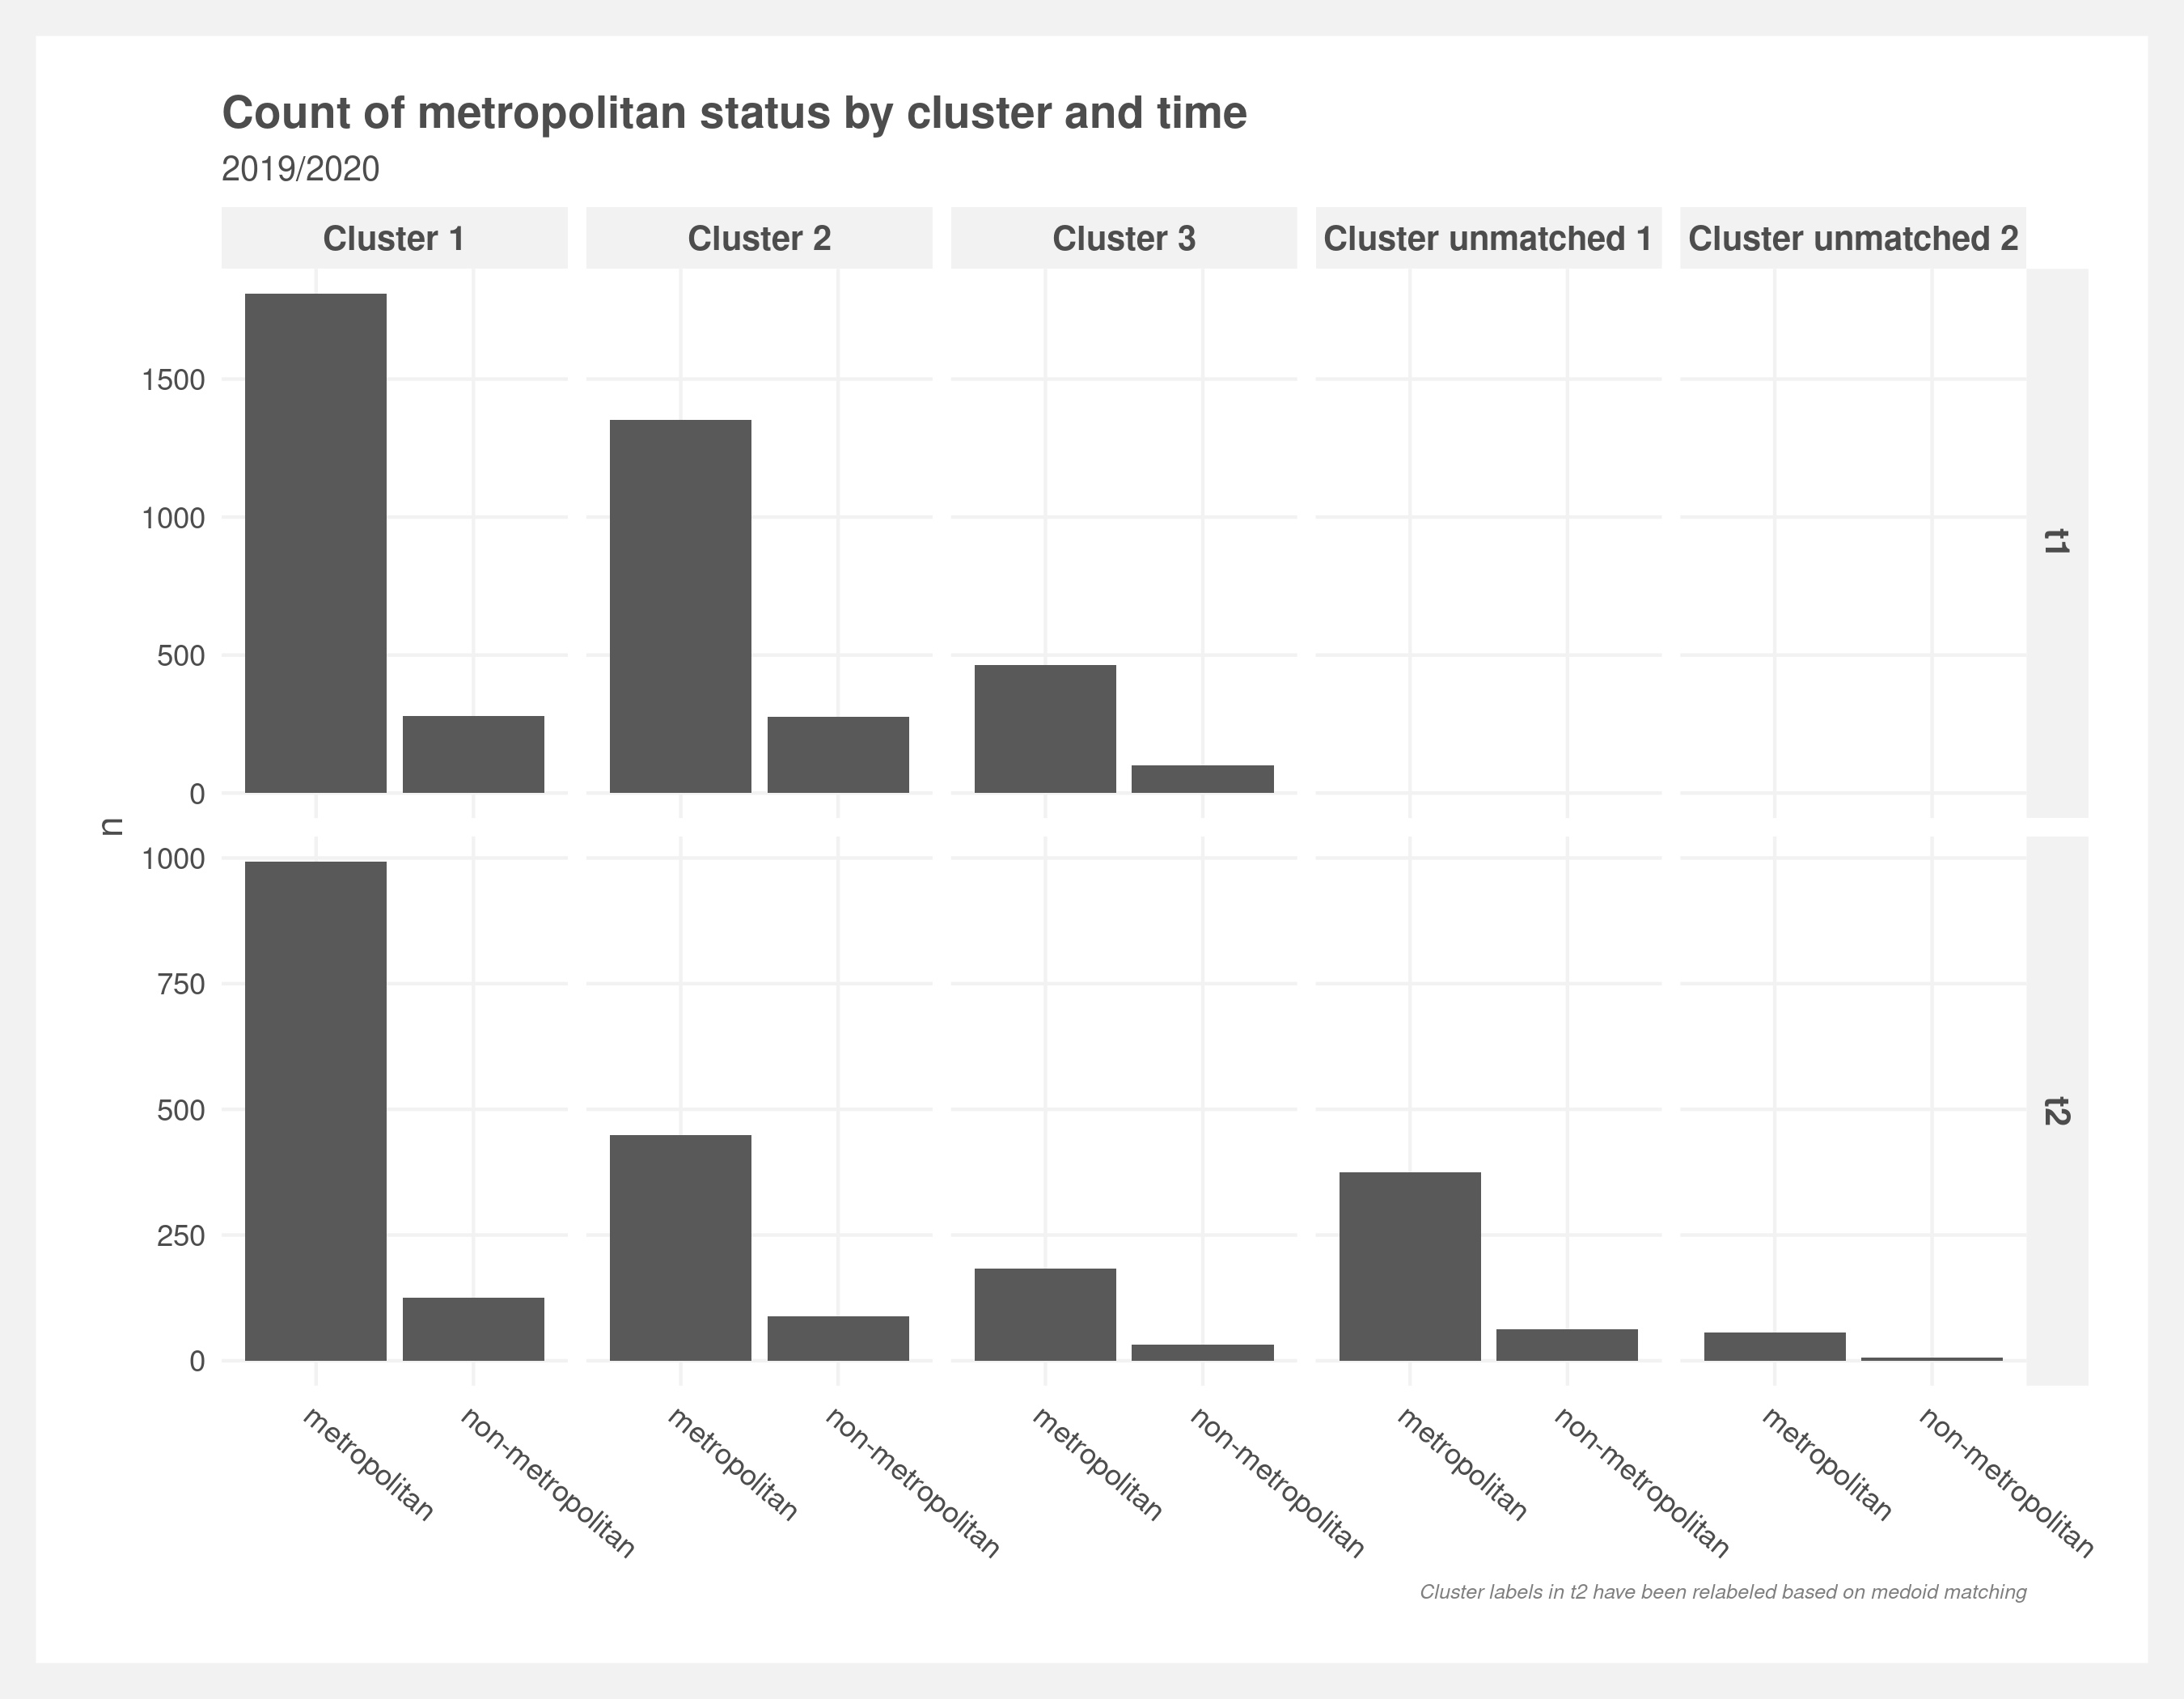 Count of metropolitan status by cluster and time
2019/2020
Cluster 1
Cluster 2
Cluster 3
Cluster unmatched 1
Cluster unmatched 2
1500
1000
500
0
t1
n
1000
750
500
250
0
t2
metropolitan
non-metropolitan
metropolitan
non-metropolitan
metropolitan
non-metropolitan
metropolitan
non-metropolitan
metropolitan
non-metropolitan
Cluster labels in t2 have been relabeled based on medoid matching